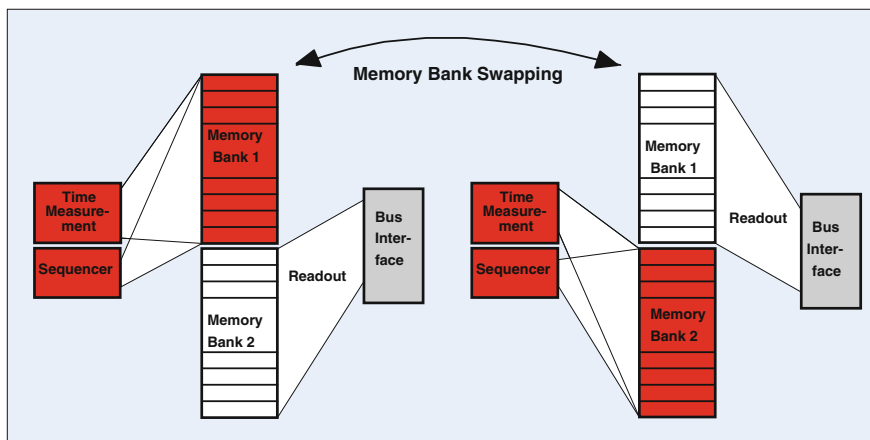 Memory Bank Swapping
Memory
Bank 1
Time
Measure-
ment
Sequencer
Memory
Bank 2
Readout
Bus
Inter-
face
Memory
Bank 1
Time
Measure-
ment
Sequencer
Memory
Bank 2
Readout
Bus
Inter-
face